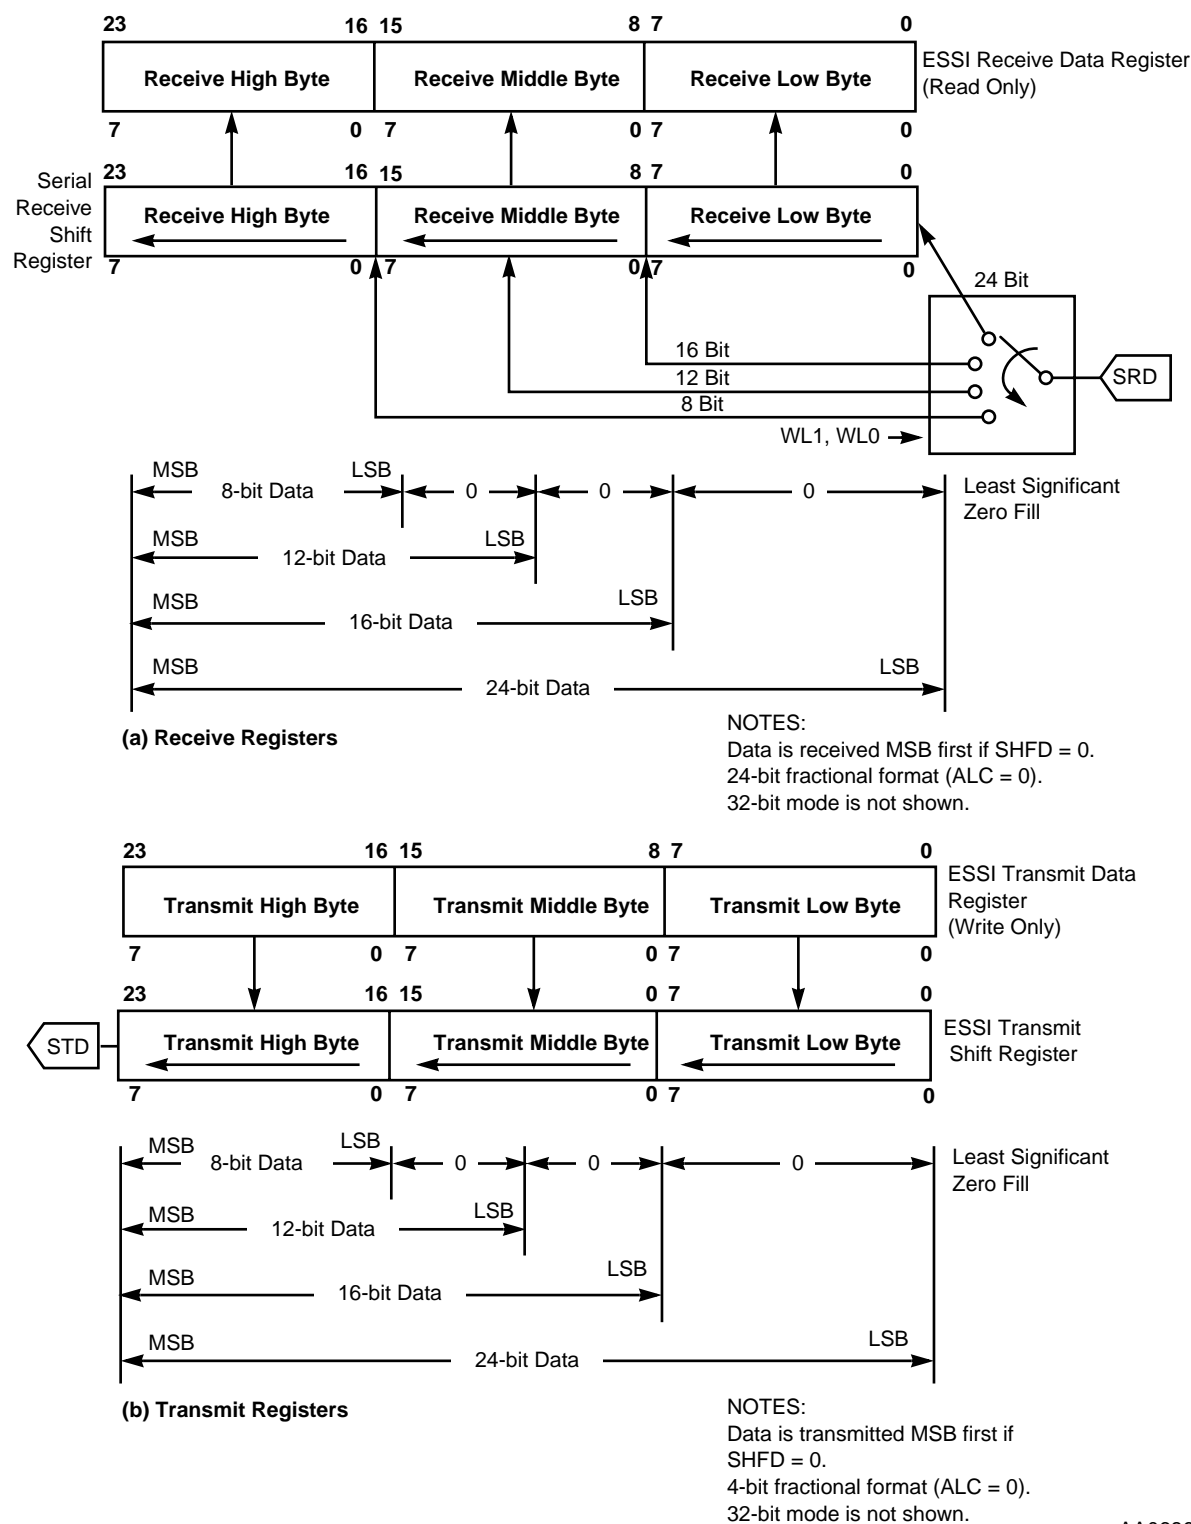 23 16 15 8 7 0
Receive High Byte Receive Middle Byte Receive Low Byte
ESSI Receive Data Register
(Read Only)
7 0 7 0 7 0
23 16 15 8 7 0
Serial
Receive
Shift
Register
Receive High Byte Receive Middle Byte Receive Low Byte
7 0 7 0 7 0
24 Bit
16 Bit
12 Bit
8 Bit
SRD
WL1, WL0
MSB LSB
8-bit Data 0 0 0
Least Significant
Zero Fill
MSB LSB
12-bit Data
MSB LSB
16-bit Data
MSB LSB
24-bit Data
(a) Receive Registers
NOTES:
Data is received MSB first if SHFD = 0.
24-bit fractional format (ALC = 0).
32-bit mode is not shown.
23 16 15 8 7 0
Transmit High Byte Transmit Middle Byte Transmit Low Byte
ESSI Transmit Data
Register
(Write Only)
7 0 7 0 7 0
23 16 15 0 7 0
STD
Transmit High Byte Transmit Middle Byte Transmit Low Byte
ESSI Transmit
Shift Register
7 0 7 0 7 0
MSB LSB
8-bit Data 0 0 0
Least Significant
Zero Fill
MSB LSB
12-bit Data
MSB LSB
16-bit Data
MSB LSB
24-bit Data
(b) Transmit Registers
NOTES:
Data is transmitted MSB first if
SHFD = 0.
4-bit fractional format (ALC = 0).
32-bit mode is not shown.